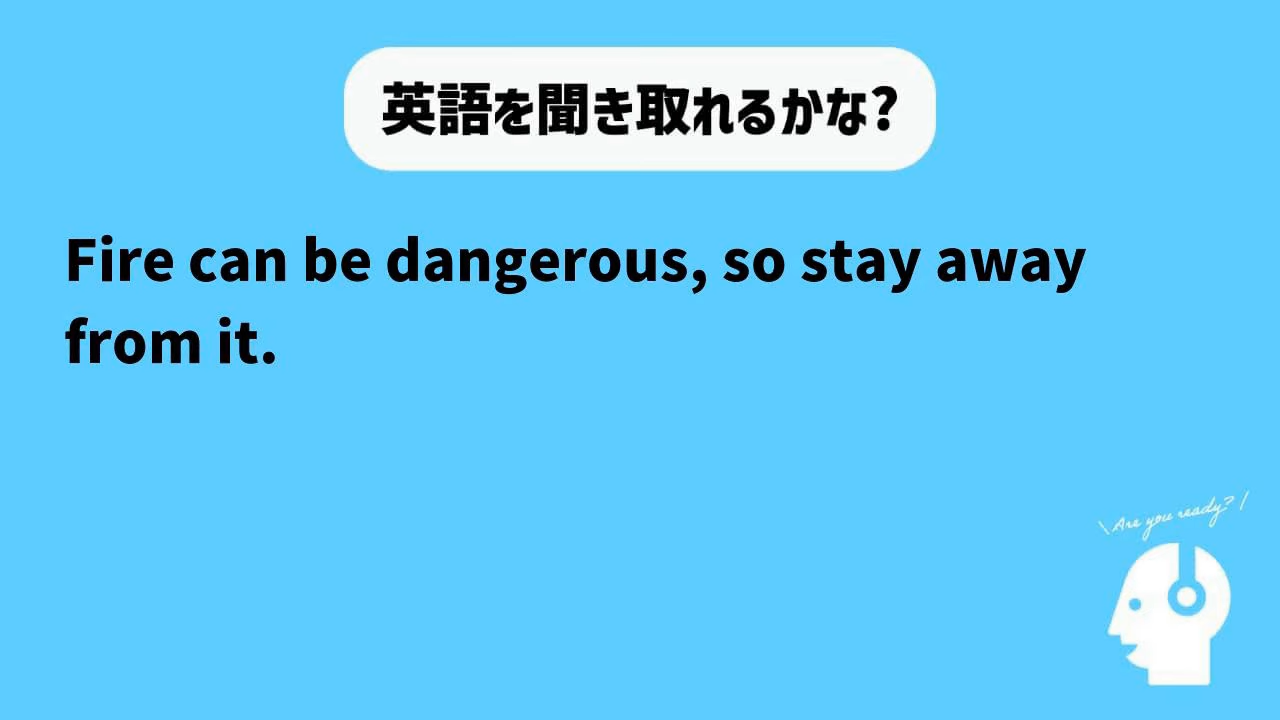 英語を聞き取れるかな?
Fire can be dangerous, so stay away
from it.
\Are you ready? /